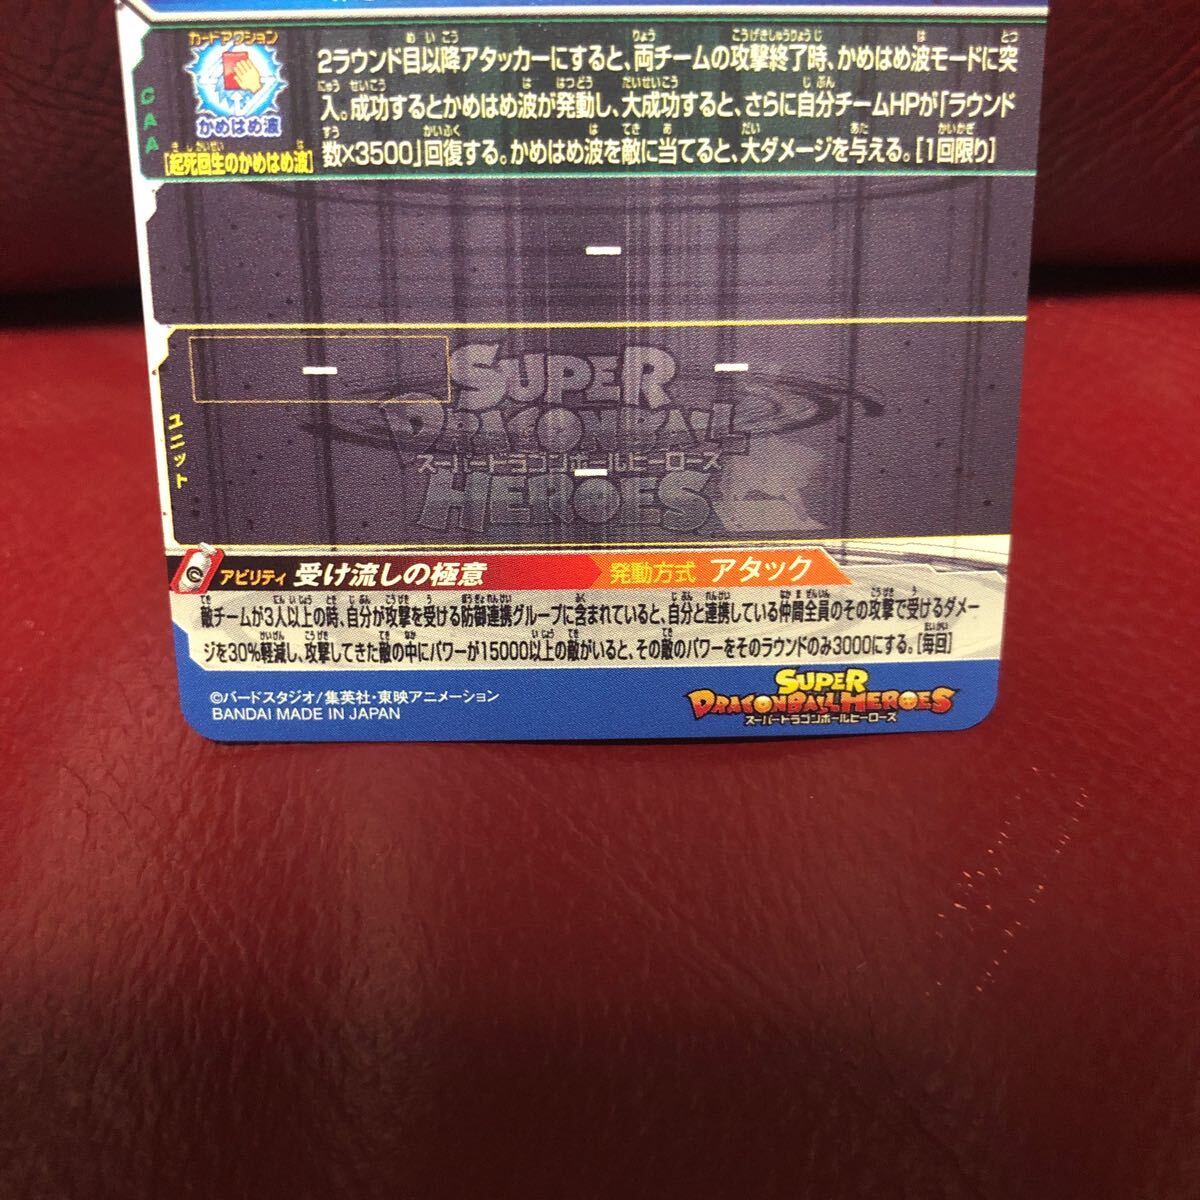 カードアクション
かめはめ波
[起死回生のかめはめ波]
CAA
2ラウンド目以降アタッカーにすると、両チームの攻撃終了時、かめはめ波モードに突
入。成功するとかめはめ波が発動し、大成功すると、さらに自分チームHPが「ラウンド
数×3500」回復する。かめはめ波を敵に当てると、大ダメージを与える。[1回限り]
ユニット
SUPER
DRAGONBALL
スーパードラゴンボールヒーローズ
HEROES
アビリティ 受け流しの極意 発動方式 アタック
敵チームが3人以上の時、自分が攻撃を受ける防御連携グループに含まれていると、自分と連携している仲間全員のその攻撃で受けるダメー
ジを30%軽減し、攻撃してきた敵の中にパワーが15000以上の敵がいると、その敵のパワーをそのラウンドのみ3000にする。[毎回]
©バードスタジオ/集英社・東映アニメーション
BANDAI MADE IN JAPAN
SUPER
DRAGONBALL HEROES
スーパードラゴンボールヒーローズ